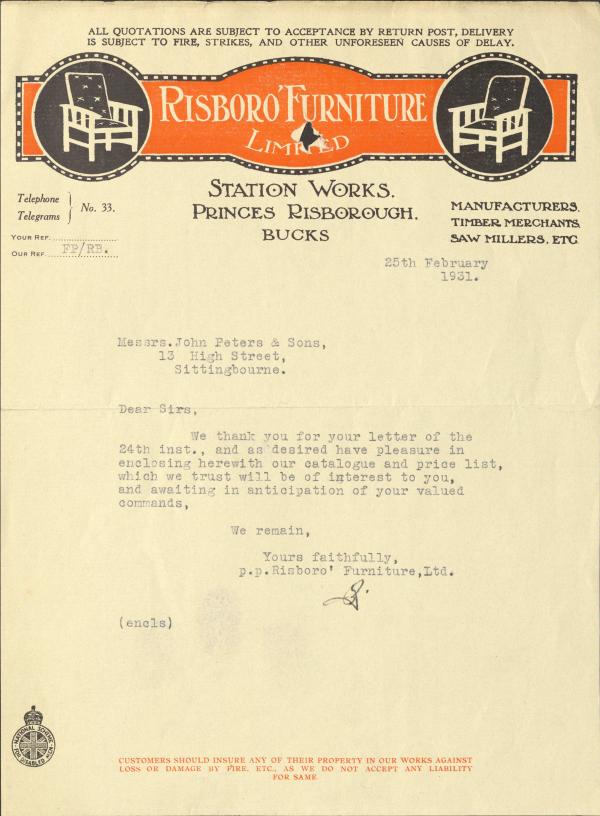 ALL QUOTATIONS ARE SUBJECT TO ACCEPTANCE BY RETURN POST, DELIVERY
IS SUBJECT TO FIRE, STRIKES, AND OTHER UNFORESEEN CAUSES OF DELAY.
RISBORO' FURNITURE
LIMITED
STATION WORKS.
PRINCES RISBOROUGH.
BUCKS
Telephone
Telegrams } No. 33.
YOUR REF.
OUR REF. FP/RB.
MANUFACTURERS.
TIMBER MERCHANTS
SAW MILLERS, ETC
25th February
1931.
Messrs.John Peters & Sons,
13 High Street,
Sittingbourne.
Dear Sirs,
We thank you for your letter of the
24th inst., and as desired have pleasure in
enclosing herewith our catalogue and price list,
which we trust will be of interest to you,
and awaiting in anticipation of your valued
commands,
We remain,
Yours faithfully,
p.p.Risboro' Furniture,Ltd.
(encls)
NATIONAL SCHEME
FOR DISABLED MEN
CUSTOMERS SHOULD INSURE ANY OF THEIR PROPERTY IN OUR WORKS AGAINST
LOSS OR DAMAGE BY FIRE, ETC., AS WE DO NOT ACCEPT ANY LIABILITY
FOR SAME